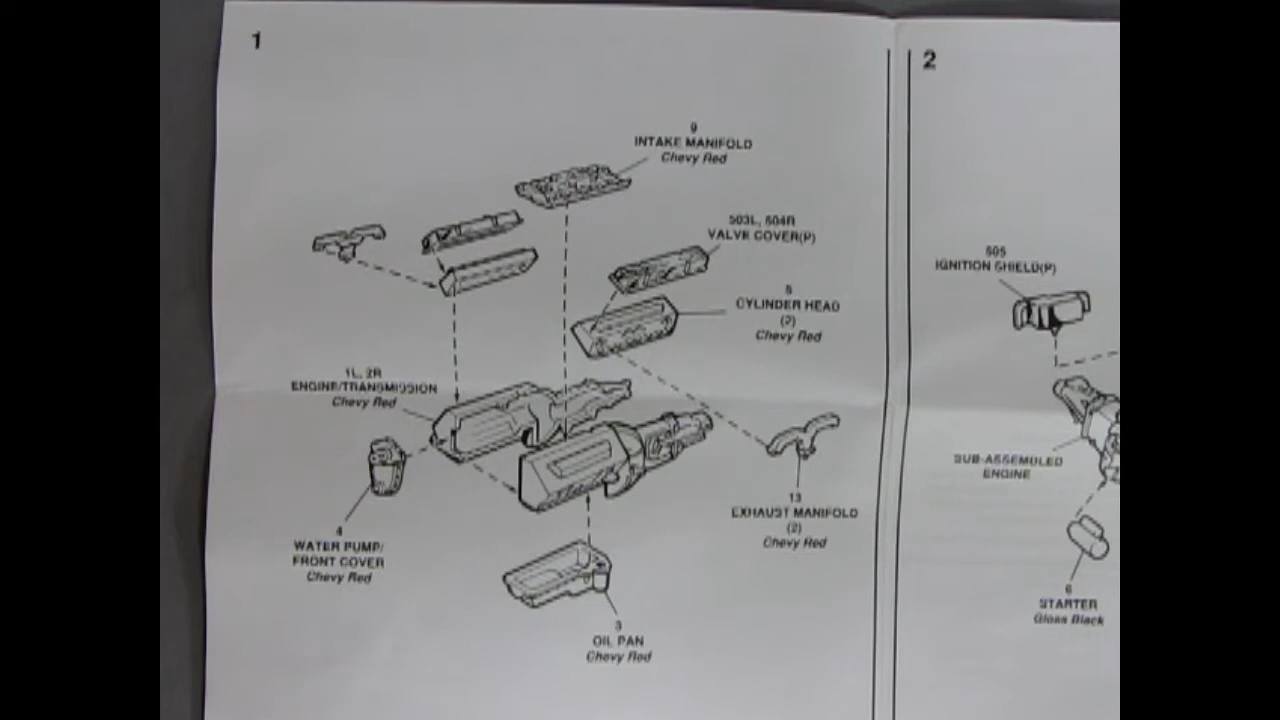 1
9
INTAKE MANIFOLD
Chevy Red
503L, 504R
VALVE COVER(P)
5
CYLINDER HEAD
(2)
Chevy Red
1L, 2R
ENGINE/TRANSMISSION
Chevy Red
4
WATER PUMP/
FRONT COVER
Chevy Red
13
EXHAUST MANIFOLD
(2)
Chevy Red
3
OIL PAN
Chevy Red
2
505
IGNITION SHIELD(P)
SUB-ASSEMBLED
ENGINE
6
STARTER
Gloss Black